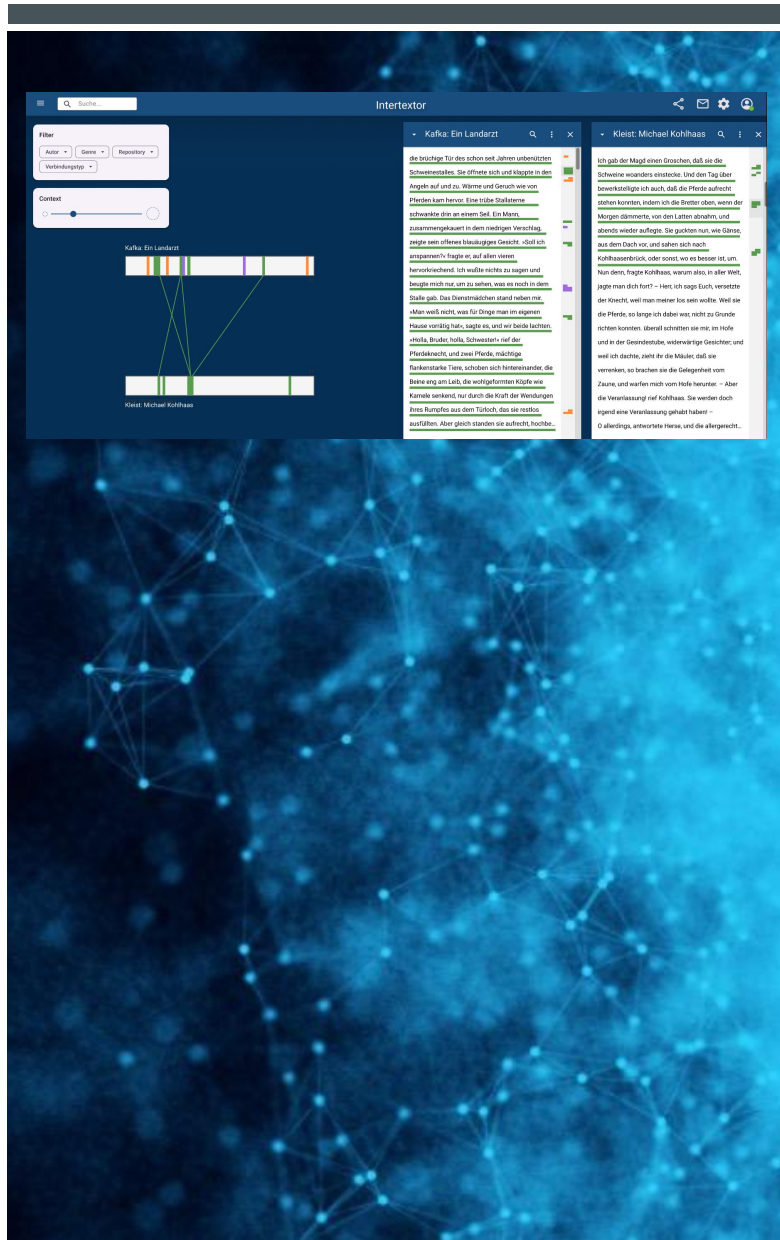 Suche...
Intertextor
Filter
Autor
Genre
Repository
Verbindungstyp
Context
Kafka: Ein Landarzt
Kleist: Michael Kohlhaas
Kafka: Ein Landarzt
die brüchige Tür des schon seit Jahren unbenützten
Schweinestalles. Sie öffnete sich und klappte in den
Angeln auf und zu. Wärme und Geruch wie von
Pferden kam hervor. Eine trübe Stallaterne
schwankte drin an einem Seil. Ein Mann,
zusammengekauert in dem niedrigen Verschlag,
zeigte sein offenes blauäugiges Gesicht. »Soll ich
anspannen?« fragte er, auf allen vieren
hervorkriechend. Ich wußte nichts zu sagen und
beugte mich nur, um zu sehen, was es noch in dem
Stalle gab. Das Dienstmädchen stand neben mir.
»Man weiß nicht, was für Dinge man im eigenen
Hause vorrätig hat«, sagte es, und wir beide lachten.
»Holla, Bruder, holla, Schwester!« rief der
Pferdeknecht, und zwei Pferde, mächtige
flankenstarke Tiere, schoben sich hintereinander, die
Beine eng am Leib, die wohlgeformten Köpfe wie
Kamele senkend, nur durch die Kraft der Wendungen
ihres Rumpfes aus dem Türloch, das sie restlos
ausfüllten. Aber gleich standen sie aufrecht, hochbe...
Kleist: Michael Kohlhaas
Ich gab der Magd einen Groschen, daß sie die
Schweine woanders einstecke. Und den Tag über
bewerkstelligte ich auch, daß die Pferde aufrecht
stehen konnten, indem ich die Bretter oben, wenn der
Morgen dämmerte, von den Latten abnahm, und
abends wieder auflegte. Sie guckten nun, wie Gänse,
aus dem Dach vor, und sahen sich nach
Kohlhaasenbrück, oder sonst, wo es besser ist, um.
Nun denn, fragte Kohlhaas, warum also, in aller Welt,
jagte man dich fort? – Herr, ich sags Euch, versetzte
der Knecht, weil man meiner los sein wollte. Weil sie
die Pferde, so lange ich dabei war, nicht zu Grunde
richten konnten. überall schnitten sie mir, im Hofe
und in der Gesindestube, widerwärtige Gesichter; und
weil ich dachte, zieht ihr die Mäuler, daß sie
verrenken, so brachen sie die Gelegenheit vom
Zaune, und warfen mich vom Hofe herunter. – Aber
die Veranlassung! rief Kohlhaas. Sie werden doch
irgend eine Veranlassung gehabt haben! –
O allerdings, antwortete Herse, und die allergerecht...